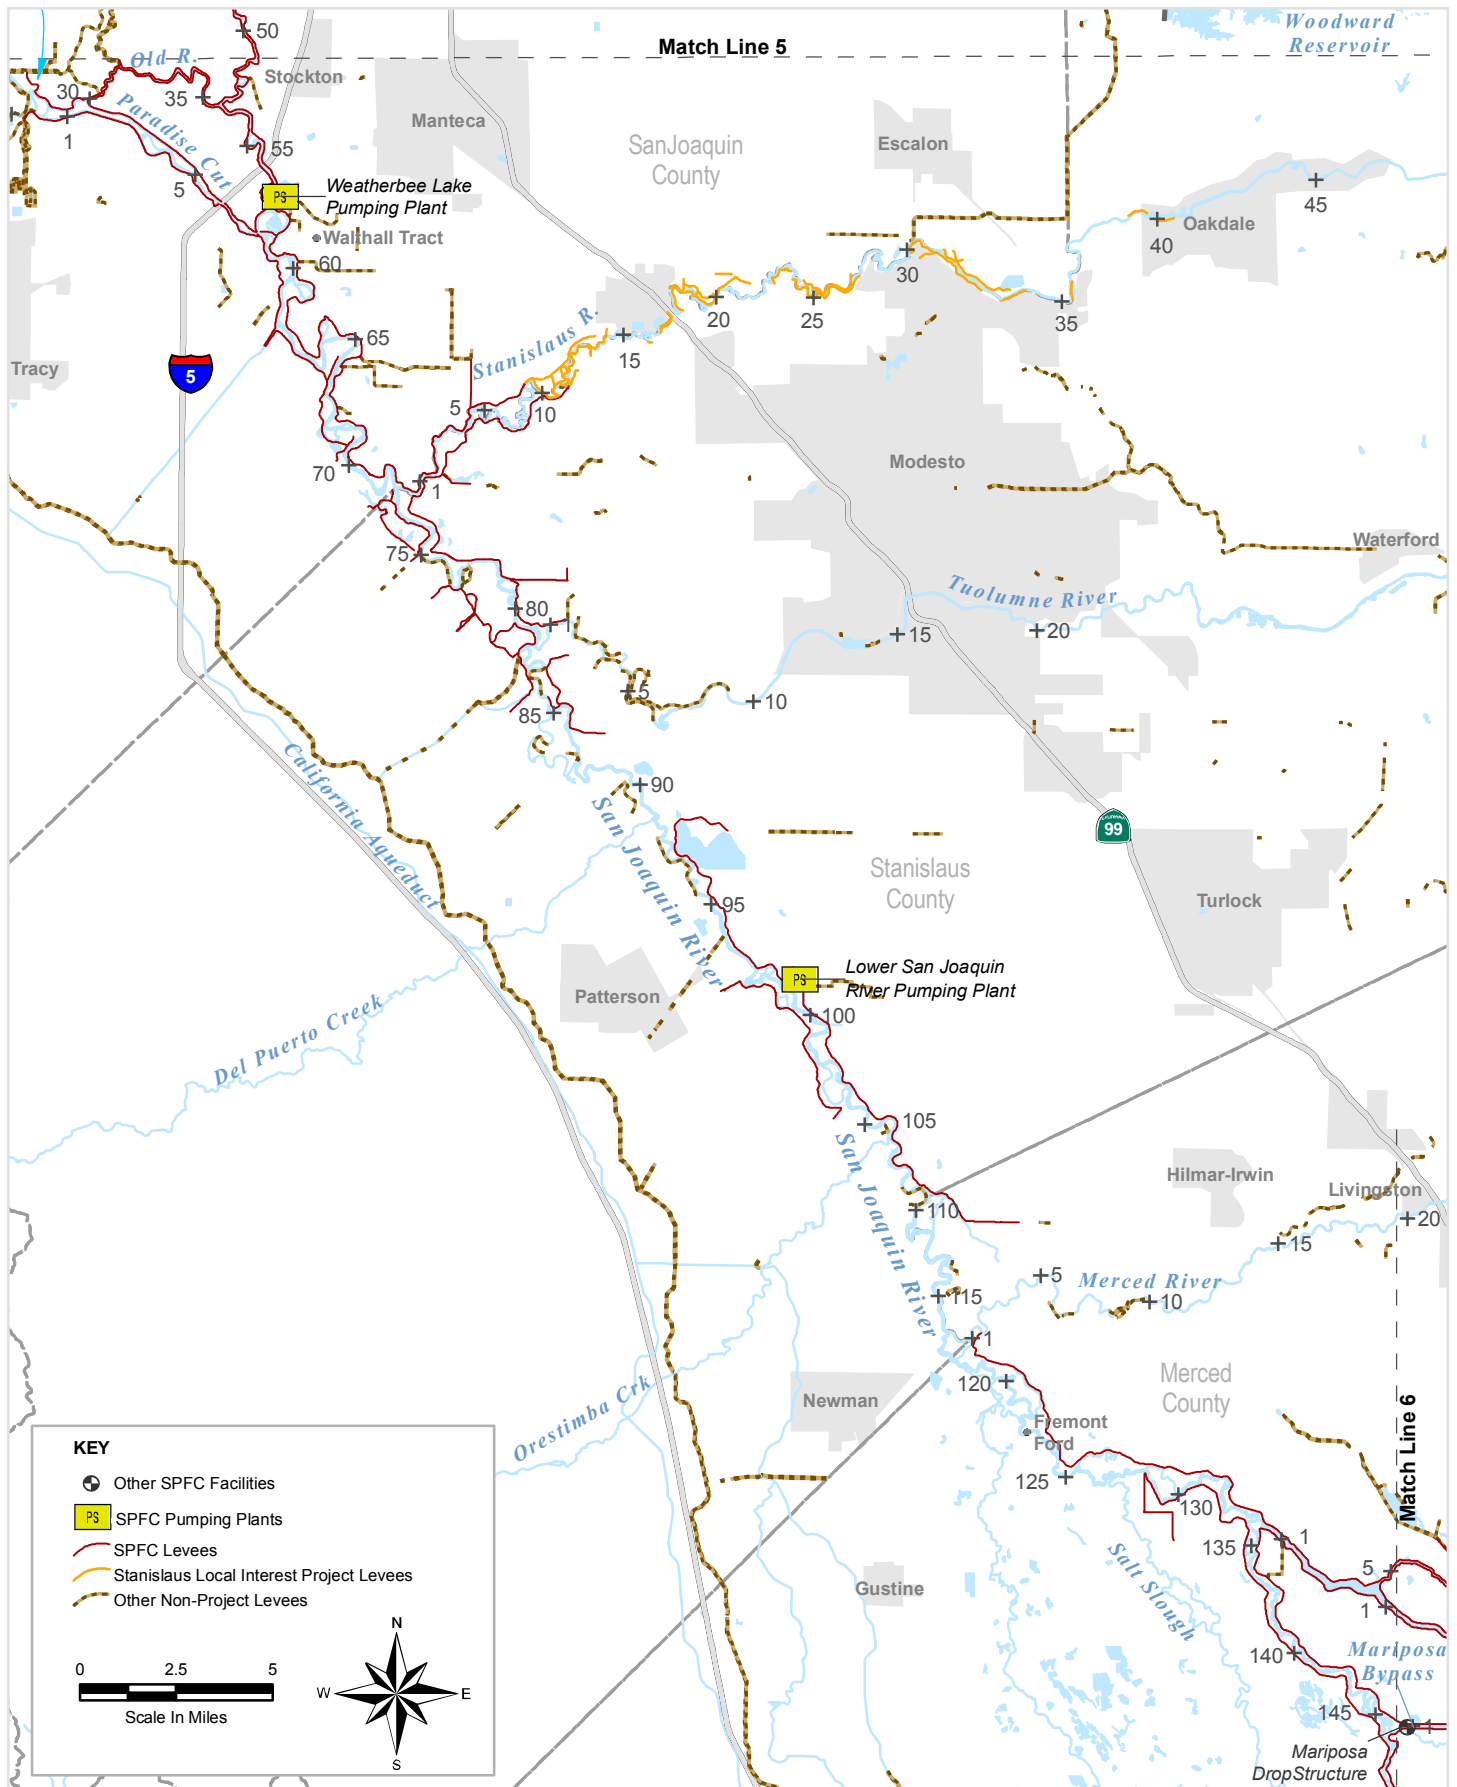 Woodward
Reservoir
50
Match Line 5
Old R.
Stockton
30
35
Paradise Cut
1
Manteca
SanJoaquin
County
Escalon
55
5
PS
Weatherbee Lake
Pumping Plant
45
Walthall Tract
Oakdale
40
60
30
20
25
35
65
15
Stanislaus R.
Tracy
5
5
10
70
1
Modesto
75
Waterford
Tuolumne River
80
1
15
20
5
10
85
California Aqueduct
90
San Joaquin River
99
Stanislaus
County
95
Turlock
PS
Lower San Joaquin
River Pumping Plant
Patterson
100
Del Puerto Creek
105
San Joaquin River
Hilmar-Irwin
Livingston
110
20
15
5
Merced River
10
115
1
120
Merced
County
Newman
Orestimba Crk
Fremont
Ford
Match Line 6
125
130
135
1
5
1
Salt Slough
Gustine
140
Mariposa
Bypass
145
1
Mariposa
DropStructure
KEY
Other SPFC Facilities
PS
SPFC Pumping Plants
SPFC Levees
Stanislaus Local Interest Project Levees
Other Non-Project Levees
0 2.5 5
Scale In Miles
N
W E
S